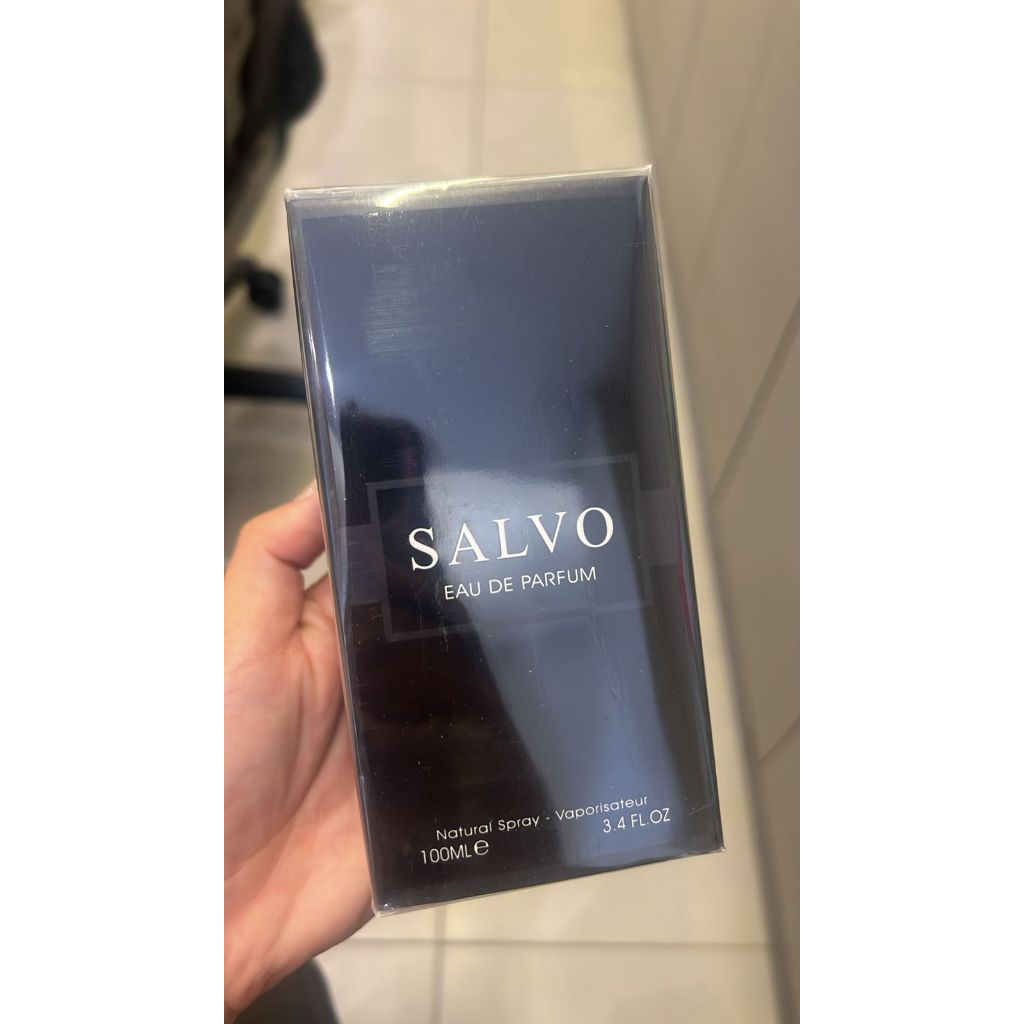 SALVO
EAU DE PARFUM
Natural Spray - Vaporisateur
100ML℮ 3.4 FL.OZ